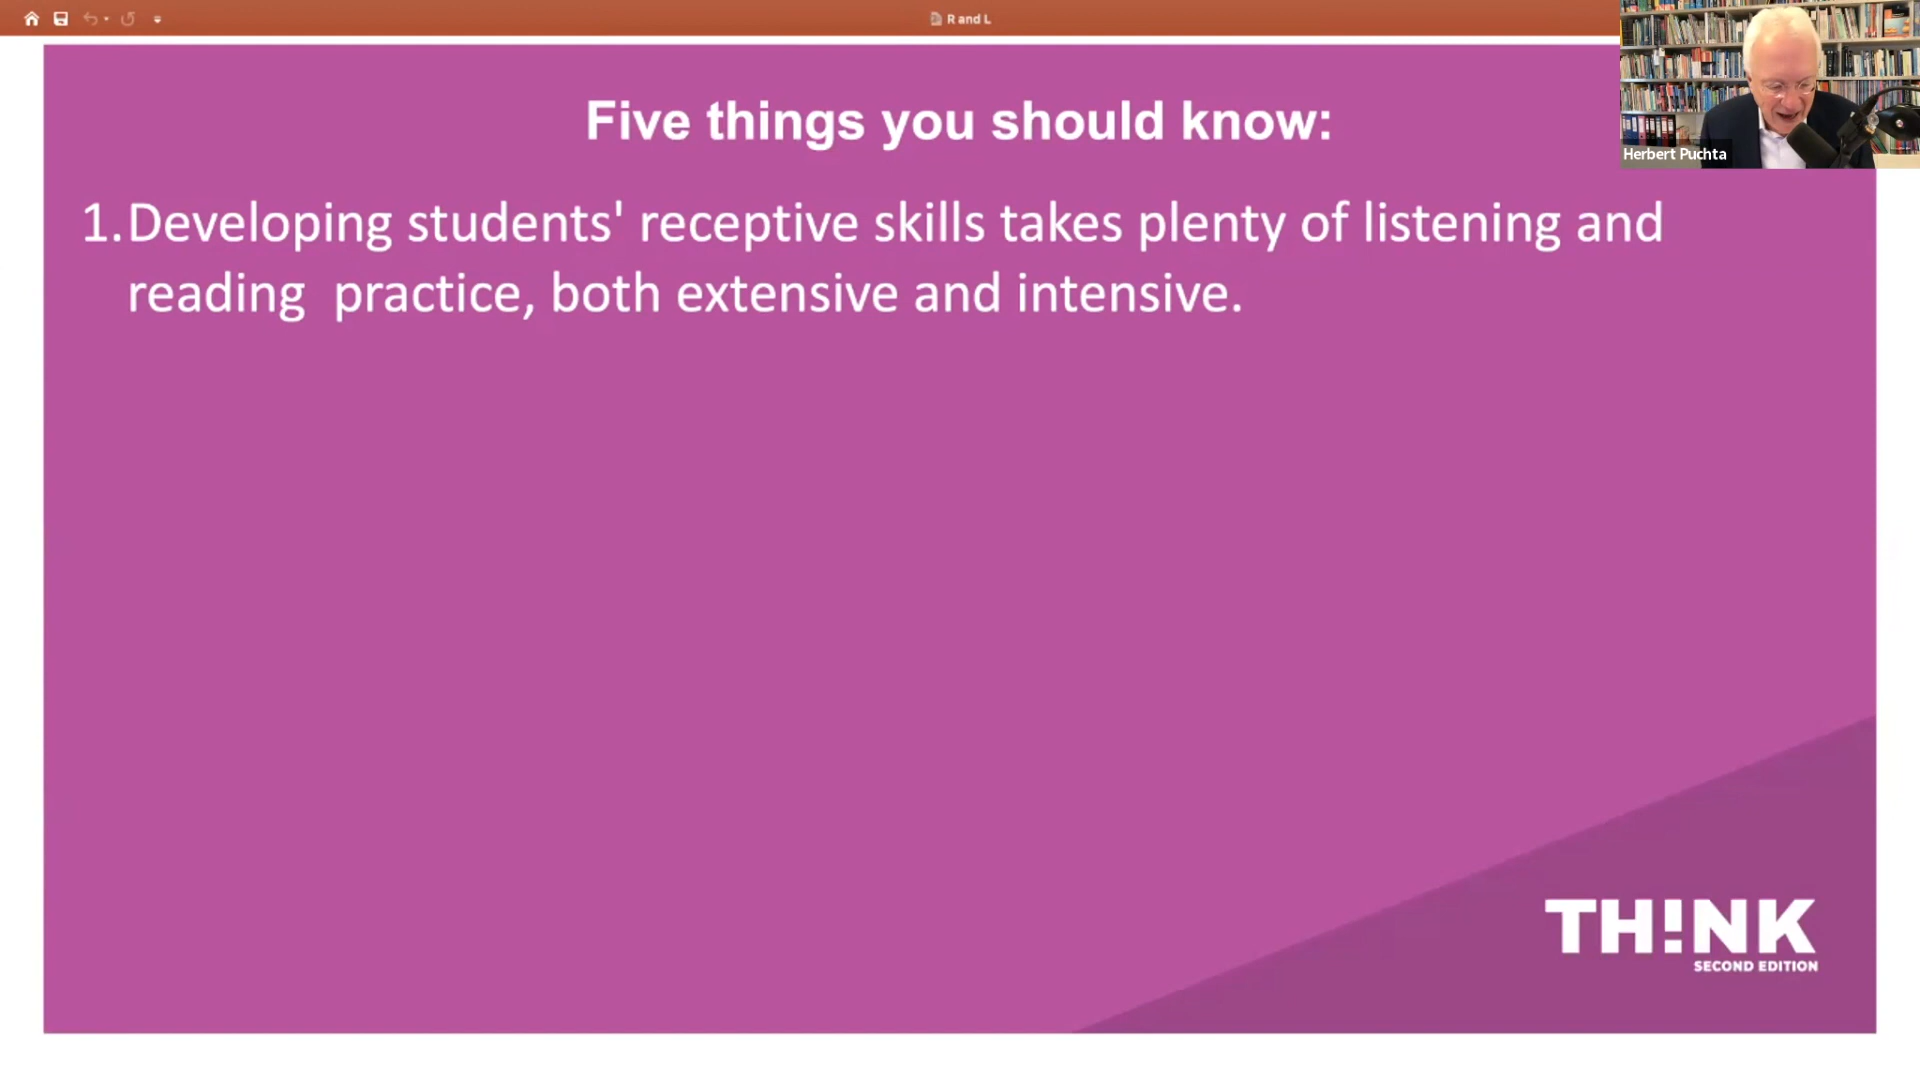 R and L
Herbert Puchta
Five things you should know:
1. Developing students' receptive skills takes plenty of listening and
reading  practice, both extensive and intensive.
TH!NK
SECOND EDITION